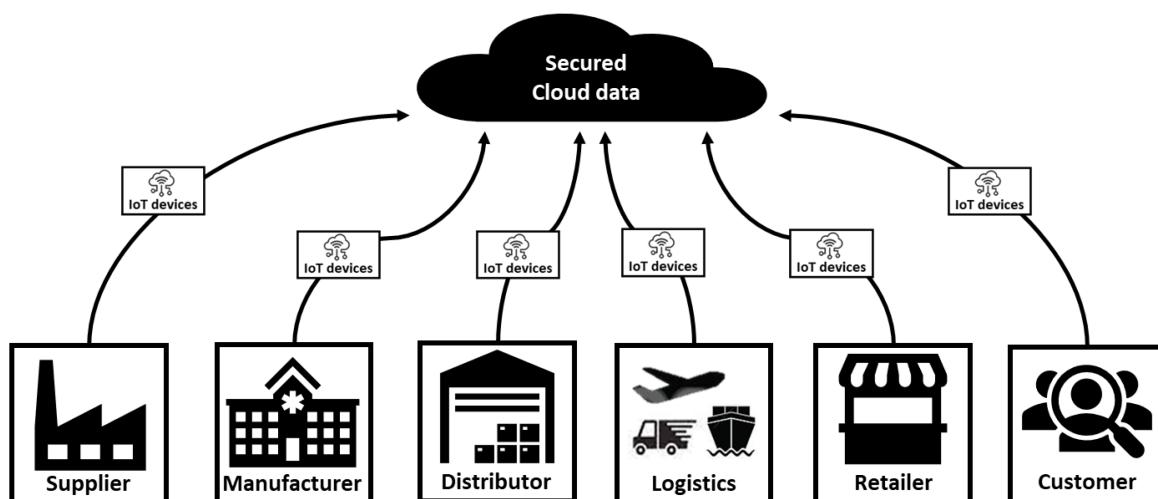 Secured
Cloud data
IoT devices
IoT devices
IoT devices
IoT devices
IoT devices
IoT devices
Supplier
Manufacturer
Distributor
Logistics
Retailer
Customer